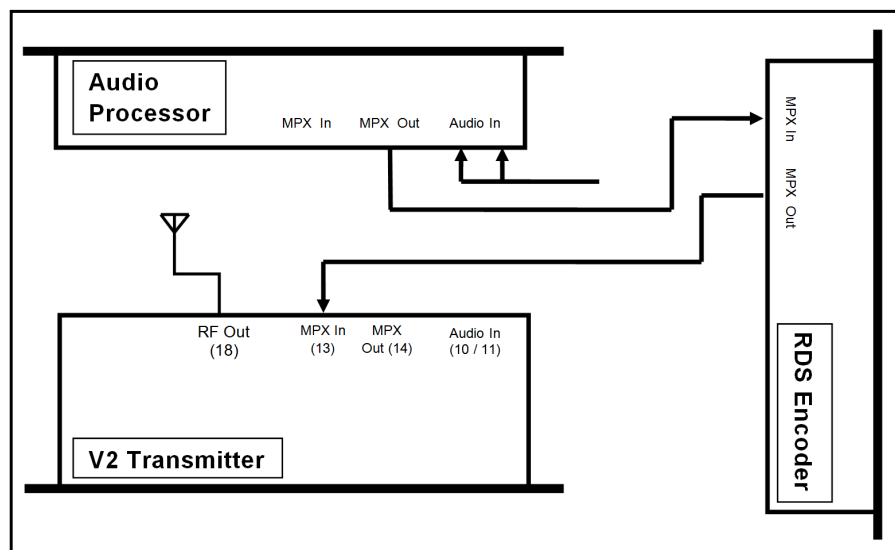 Audio
Processor
MPX In
MPX Out
Audio In
MPX In
MPX Out
RDS Encoder
RF Out
(18)
MPX In
(13)
MPX
Out (14)
Audio In
(10 / 11)
V2 Transmitter